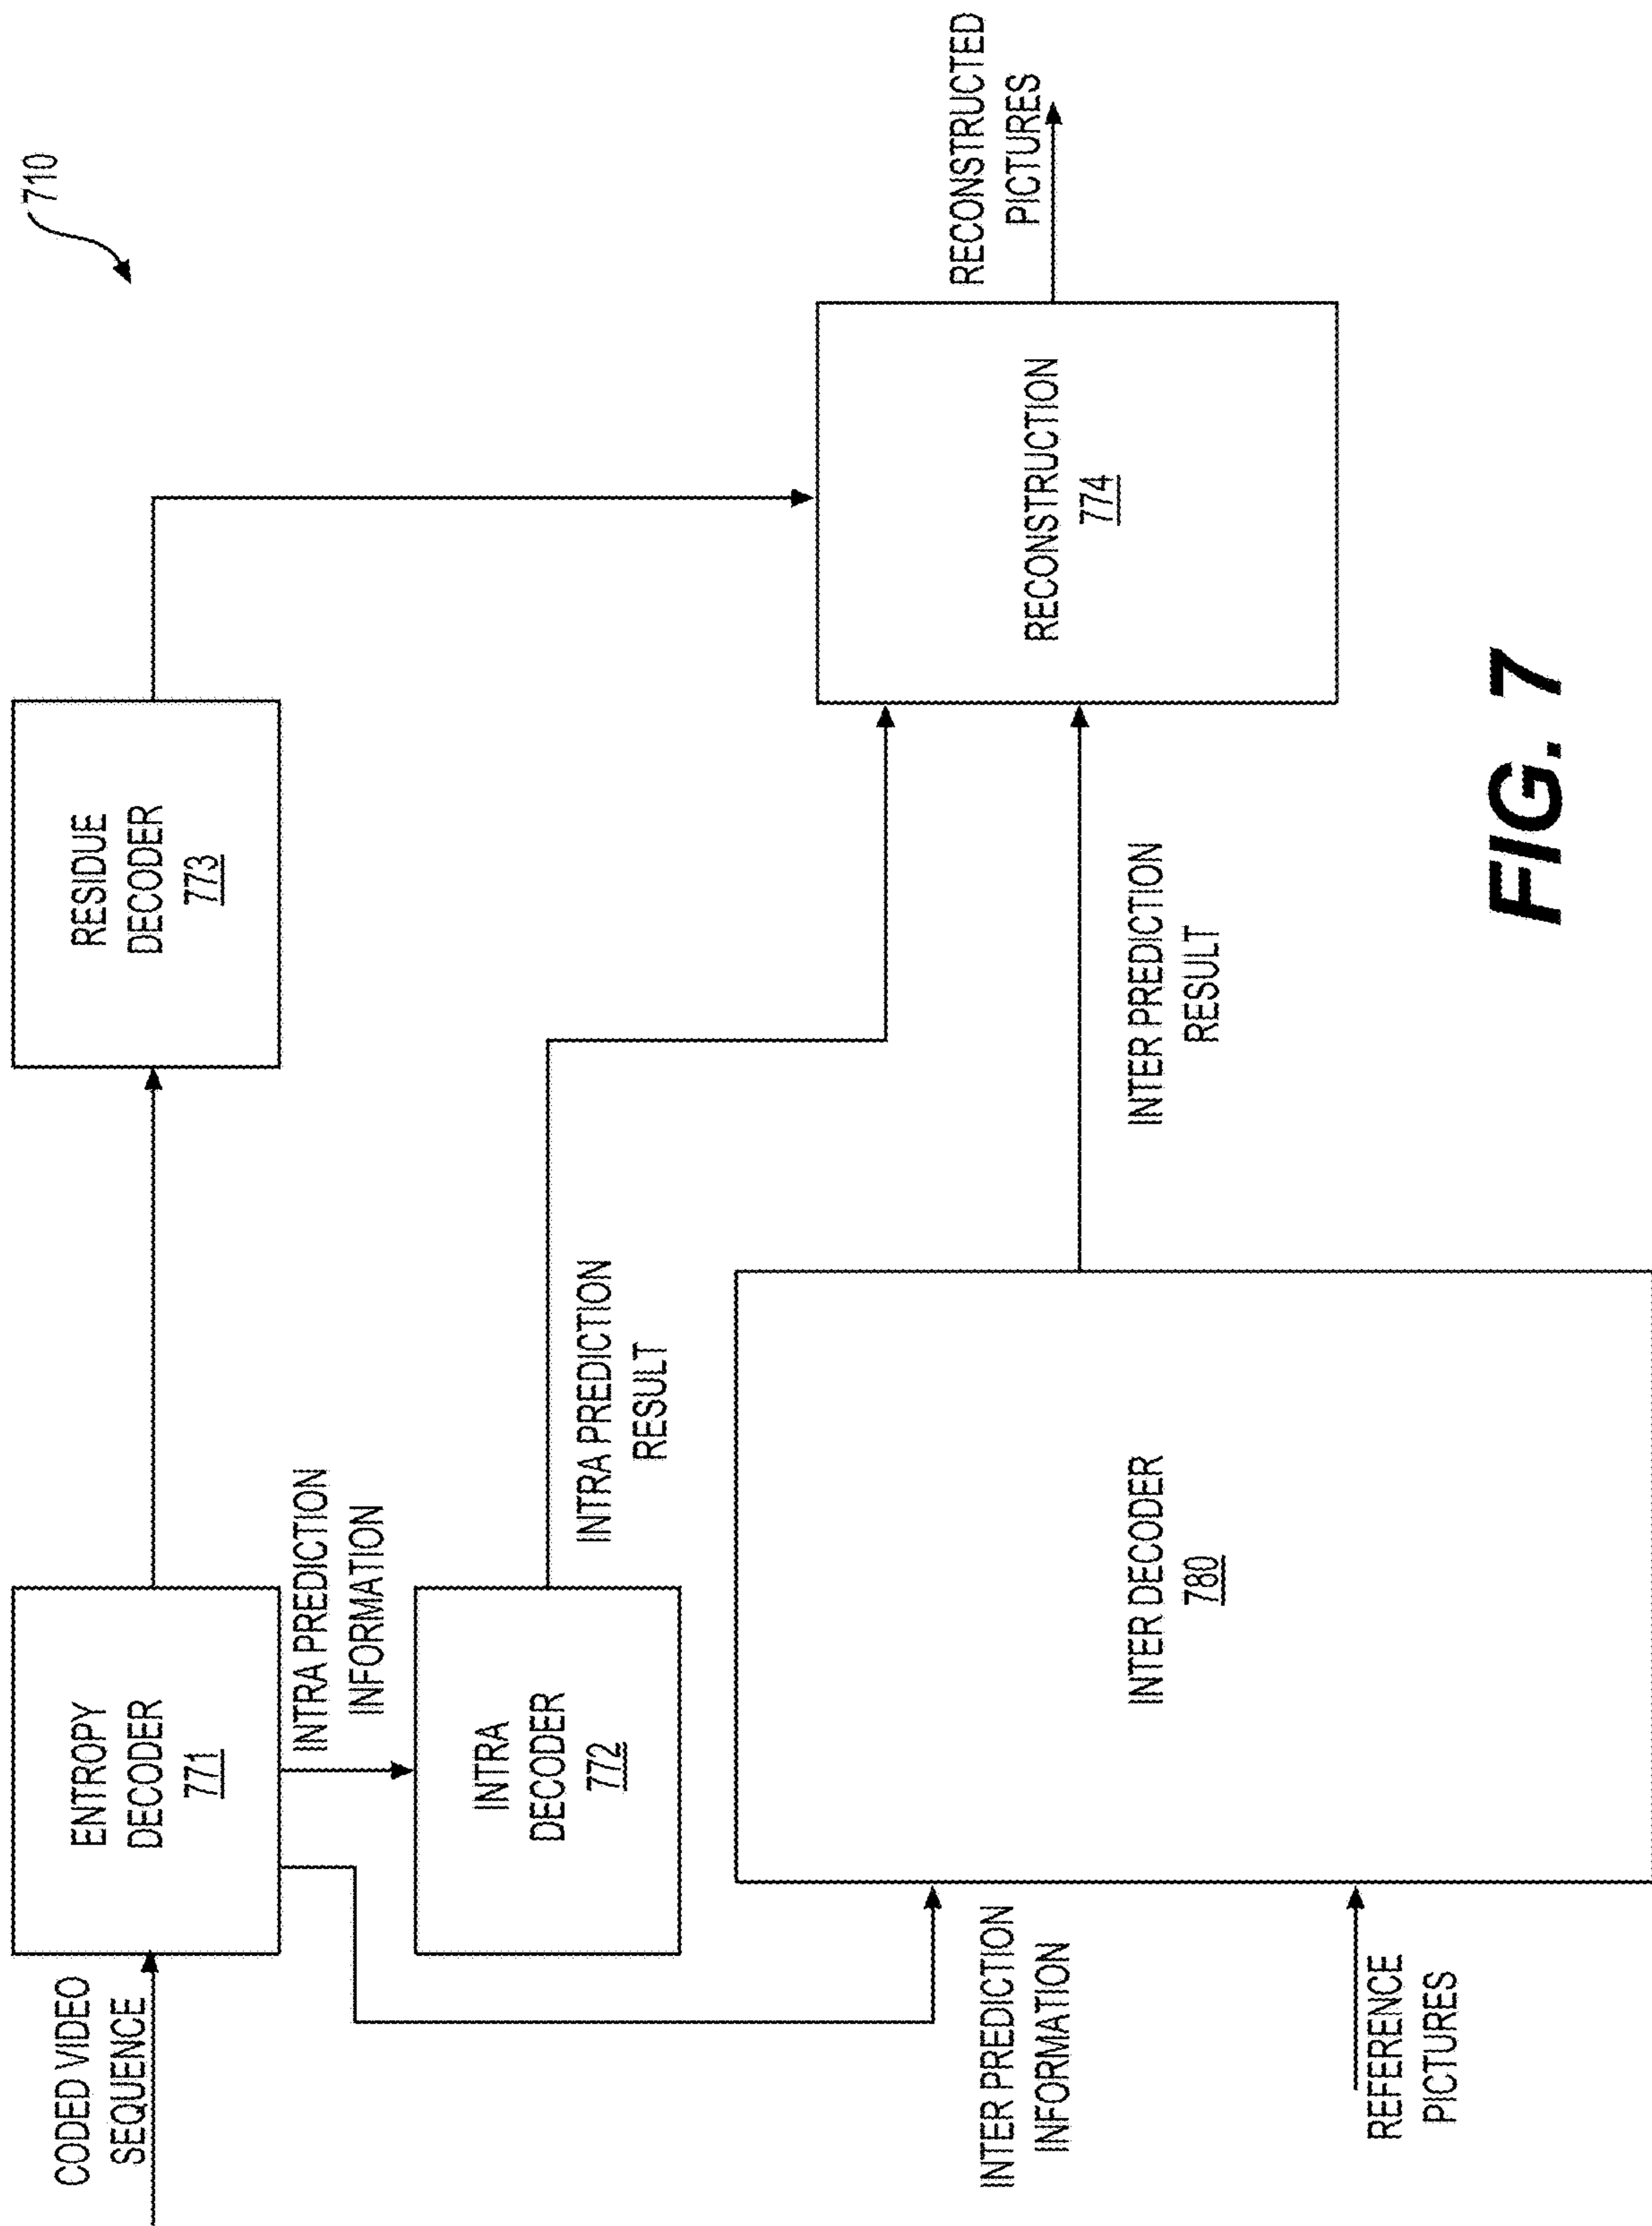 710
CODED VIDEO
SEQUENCE
ENTROPY
DECODER
771
RESIDUE
DECODER
773
INTRA PREDICTION
INFORMATION
INTRA
DECODER
772
INTRA PREDICTION
RESULT
RECONSTRUCTED
PICTURES
RECONSTRUCTION
774
INTER PREDICTION
INFORMATION
INTER DECODER
780
INTER PREDICTION
RESULT
REFERENCE
PICTURES
FIG. 7